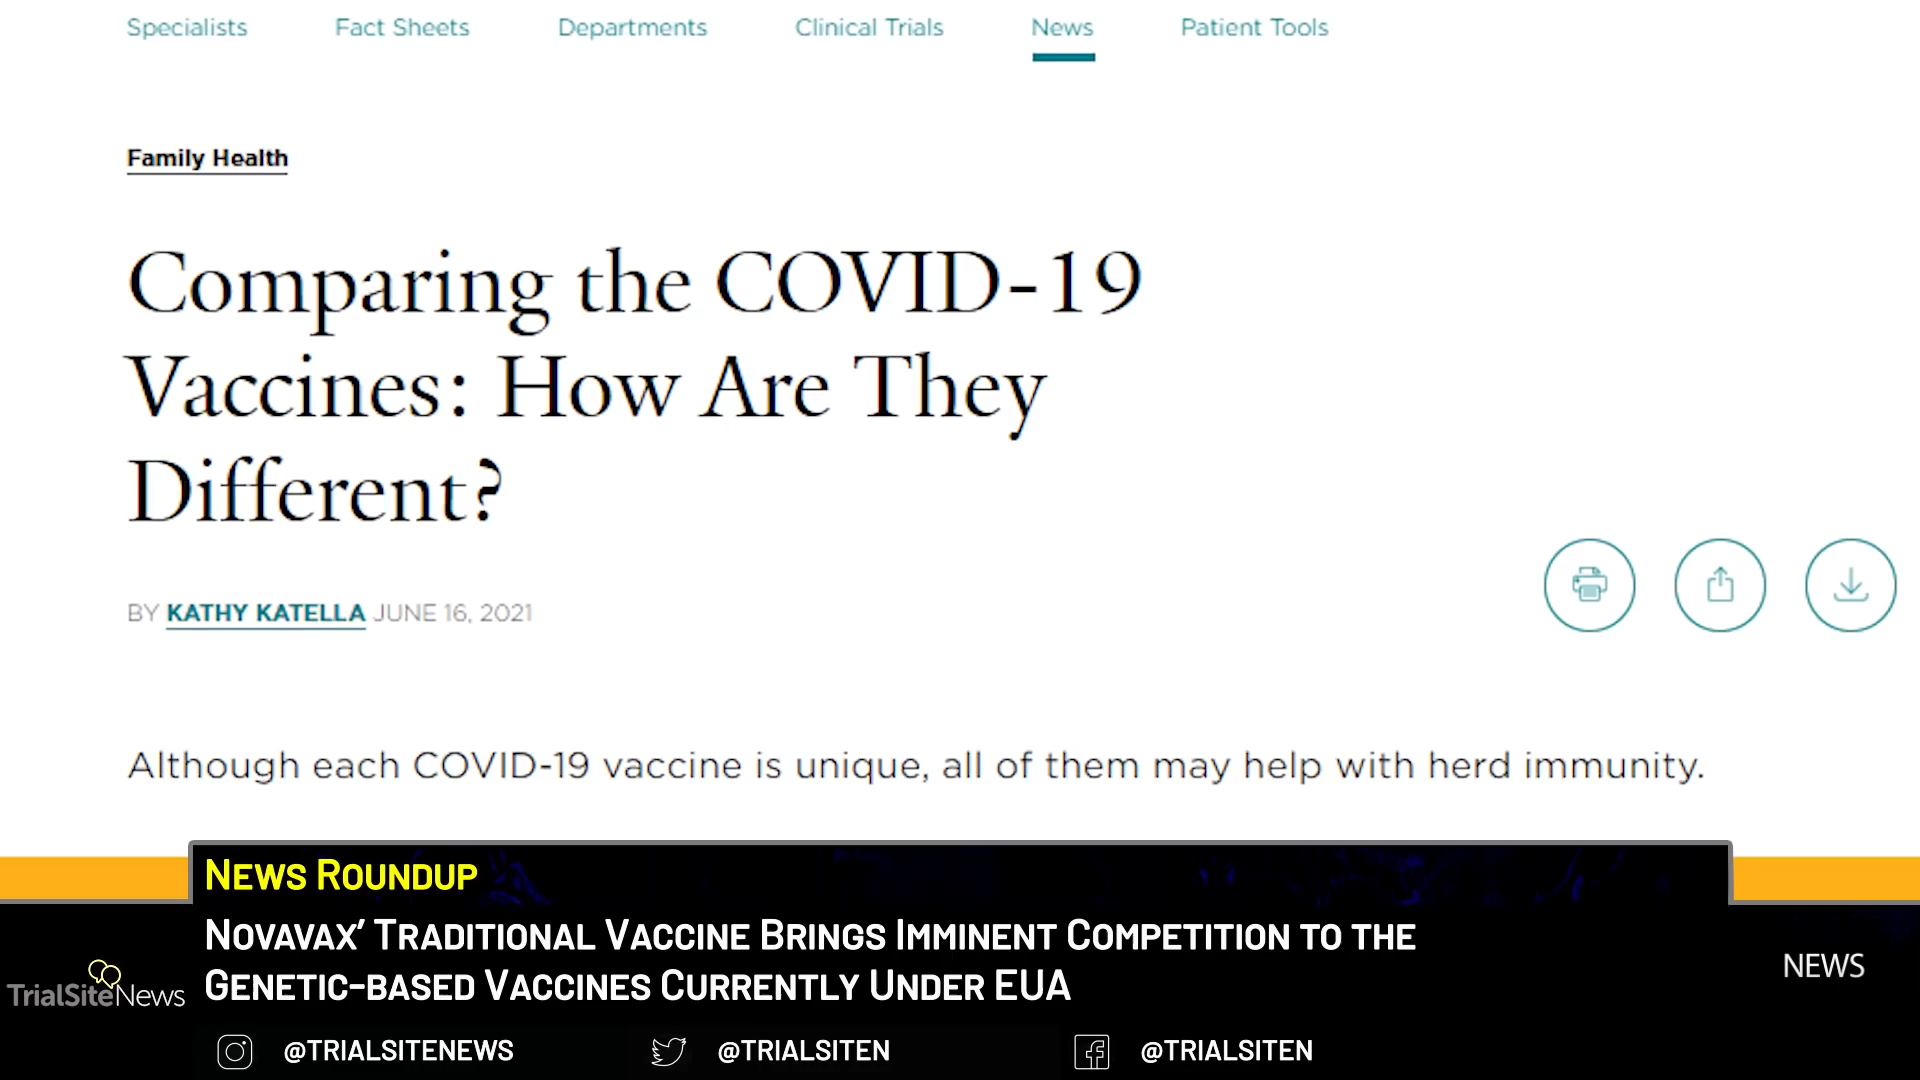 Specialists Fact Sheets Departments Clinical Trials News Patient Tools
Family Health
Comparing the COVID-19
Vaccines: How Are They
Different?
BY KATHY KATELLA JUNE 16, 2021
Although each COVID-19 vaccine is unique, all of them may help with herd immunity.
NEWS ROUNDUP
NOVAVAX’ TRADITIONAL VACCINE BRINGS IMMINENT COMPETITION TO THE
GENETIC-BASED VACCINES CURRENTLY UNDER EUA
NEWS
TrialSiteNews
@TRIALSITENEWS @TRIALSITEN @TRIALSITEN